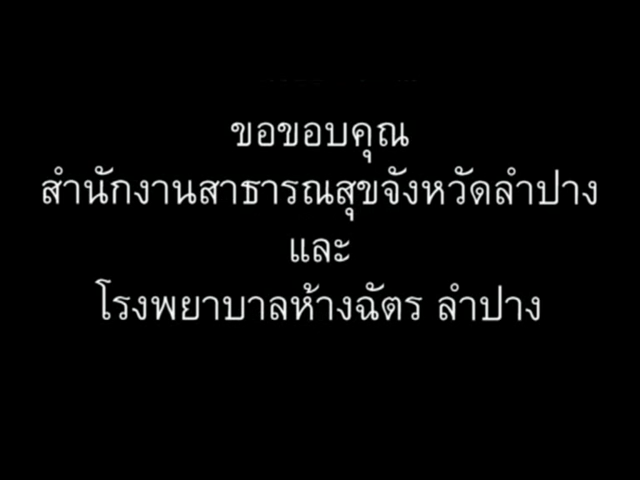 ขอขอบคุณ
สำนักงานสาธารณสุขจังหวัดลำปาง
และ
โรงพยาบาลห้างฉัตร ลำปาง